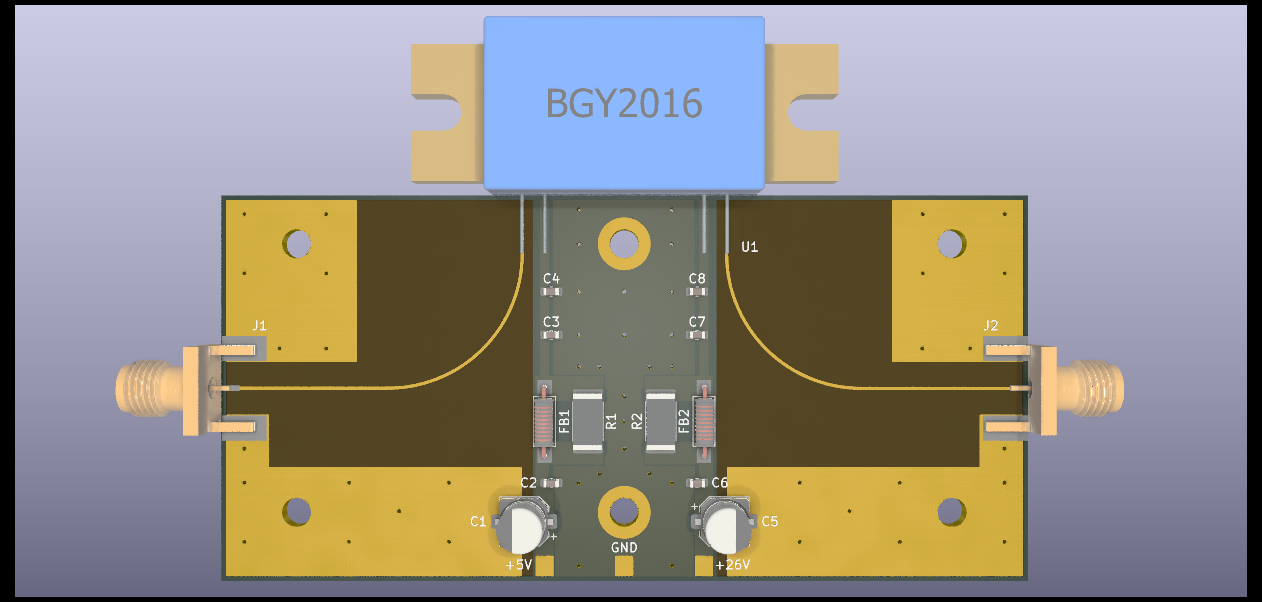 BGY2016
U1
C4
C8
C3
C7
J1
J2
FB1
R1
R2
FB2
C2
C6
C1
+
+
C5
GND
+5V
+26V